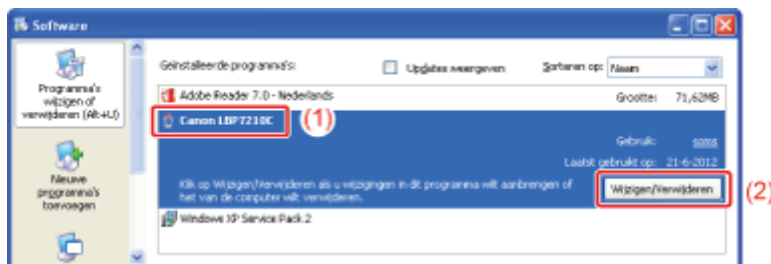 Software
Programma's
wijzigen of
verwijderen (Alt+U)
Nieuwe
programma's
toevoegen
Geïnstalleerde programma's:
Updates weergeven
Sorteren op: Naam
Adobe Reader 7.0 - Nederlands
Grootte: 71,62MB
Canon LBP7210C
(1)
Gebruik: soms
Laatst gebruikt op: 21-6-2012
Klik op Wijzigen/Verwijderen als u wijzigingen in dit programma wilt aanbrengen of
het van de computer wilt verwijderen.
Wijzigen/Verwijderen
(2)
Windows XP Service Pack 2